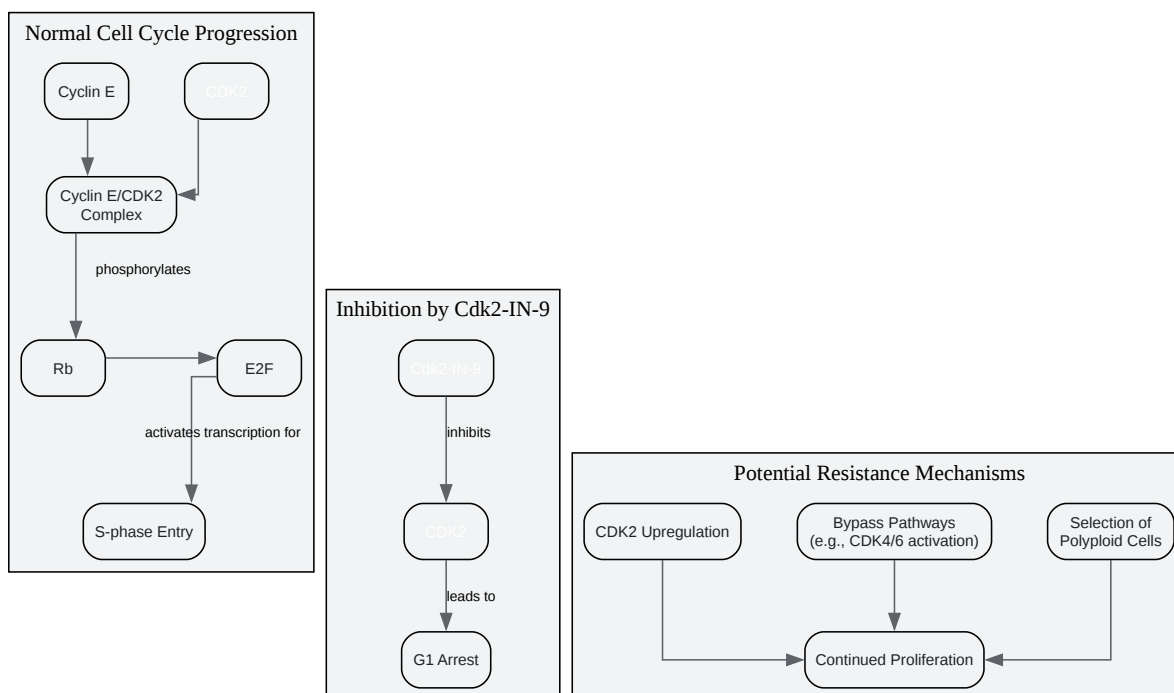 Normal Cell Cycle Progression
Cyclin E
CDK2
Cyclin E/CDK2
Complex
phosphorylates
Rb
E2F
activates transcription for
S-phase Entry
Inhibition by Cdk2-IN-9
Cdk2-IN-9
inhibits
CDK2
leads to
G1 Arrest
Potential Resistance Mechanisms
CDK2 Upregulation
Bypass Pathways
(e.g., CDK4/6 activation)
Selection of
Polyploid Cells
Continued Proliferation